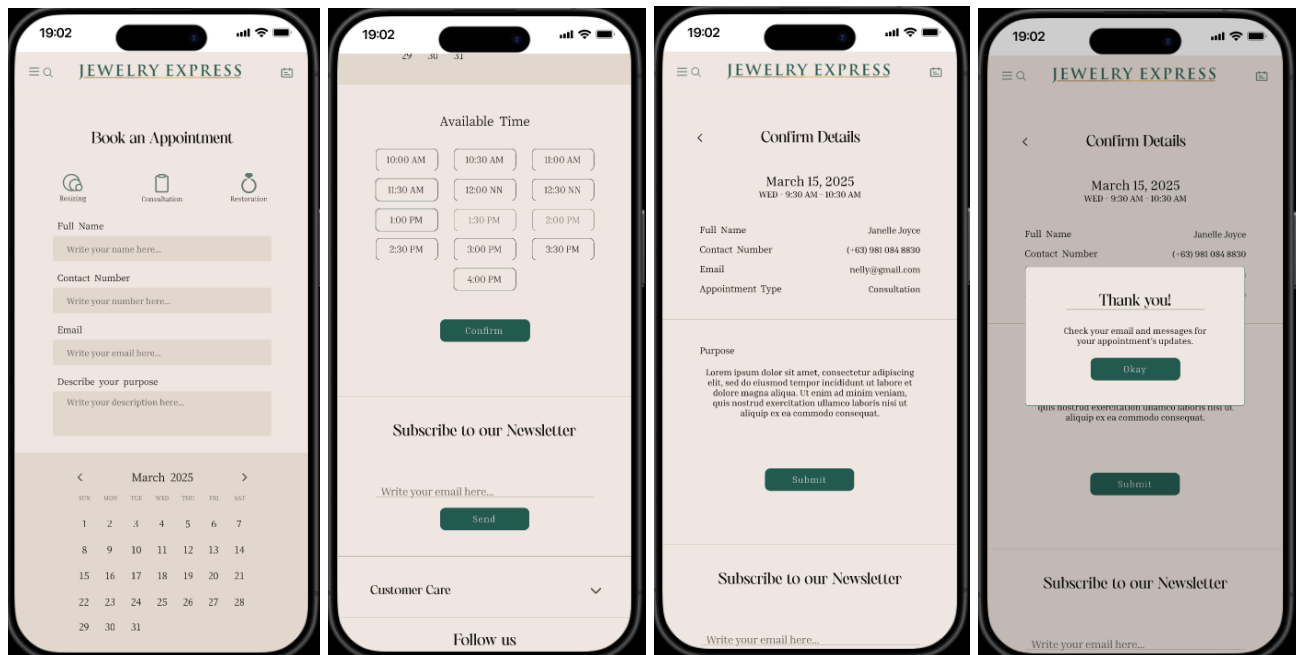 19:02
JEWELRY EXPRESS
Book an Appointment
Resizing
Consultation
Restoration
Full Name
Write your name here...
Contact Number
Write your number here...
Email
Write your email here...
Describe your purpose
Write your description here...
March 2025
SUN MON TUE WED THU FRI SAT
1 2 3 4 5 6 7
8 9 10 11 12 13 14
15 16 17 18 19 20 21
22 23 24 25 26 27 28
29 30 31
19:02
29 30 31
Available Time
10:00 AM 10:30 AM 11:00 AM
11:30 AM 12:00 NN 12:30 NN
1:00 PM 1:30 PM 2:00 PM
2:30 PM 3:00 PM 3:30 PM
4:00 PM
Confirm
Subscribe to our Newsletter
Write your email here...
Send
Customer Care
Follow us
19:02
JEWELRY EXPRESS
Confirm Details
March 15, 2025
WED - 9:30 AM - 10:30 AM
Full Name Janelle Joyce
Contact Number (+63) 981 084 8830
Email nelly@gmail.com
Appointment Type Consultation
Purpose
Lorem ipsum dolor sit amet, consectetur adipiscing
elit, sed do eiusmod tempor incididunt ut labore et
dolore magna aliqua. Ut enim ad minim veniam,
quis nostrud exercitation ullamco laboris nisi ut
aliquip ex ea commodo consequat.
Submit
Subscribe to our Newsletter
Write your email here...
19:02
JEWELRY EXPRESS
Confirm Details
March 15, 2025
WED - 9:30 AM - 10:30 AM
Full Name Janelle Joyce
Contact Number (+63) 981 084 8830
Thank you!
Check your email and messages for
your appointment's updates.
Okay
quis nostrud exercitation ullamco laboris nisi ut
aliquip ex ea commodo consequat.
Submit
Subscribe to our Newsletter
Write your email here...